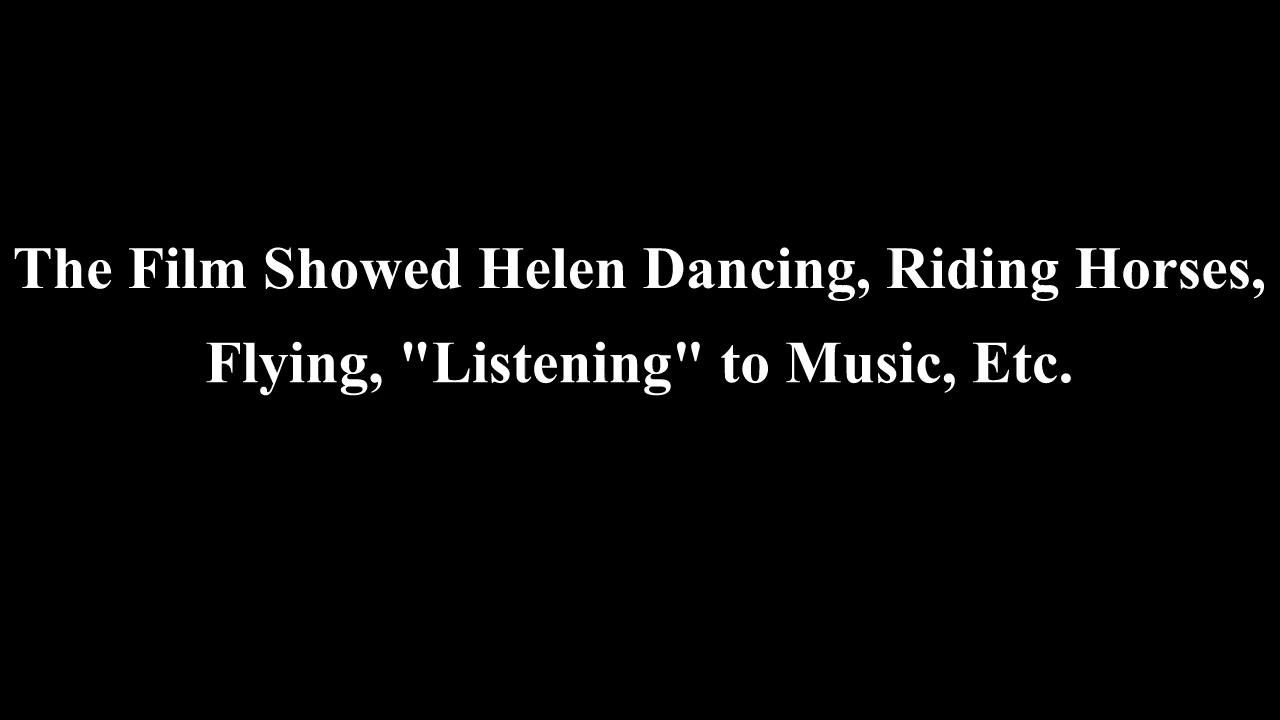 The Film Showed Helen Dancing, Riding Horses,
Flying, "Listening" to Music, Etc.